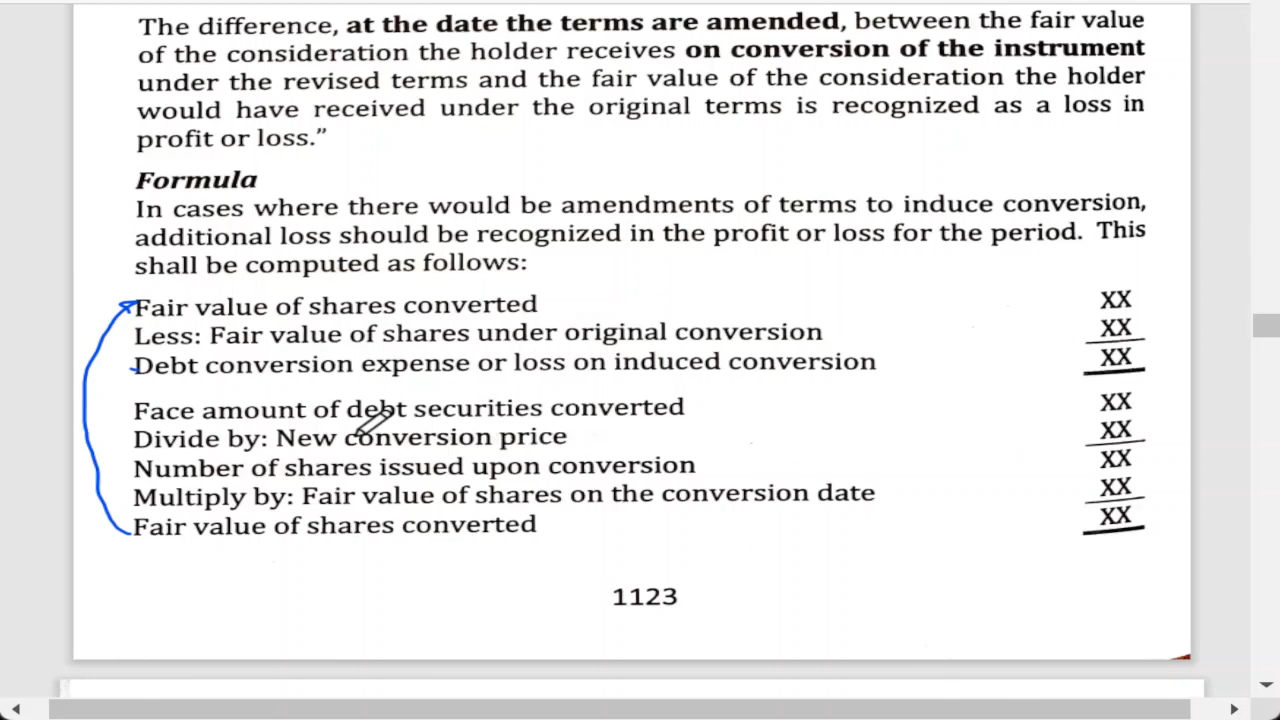 The difference, at the date the terms are amended, between the fair value
of the consideration the holder receives on conversion of the instrument
under the revised terms and the fair value of the consideration the holder
would have received under the original terms is recognized as a loss in
profit or loss.”
Formula
In cases where there would be amendments of terms to induce conversion,
additional loss should be recognized in the profit or loss for the period. This
shall be computed as follows:
Fair value of shares converted XX
Less: Fair value of shares under original conversion XX
Debt conversion expense or loss on induced conversion XX
Face amount of debt securities converted XX
Divide by: New conversion price XX
Number of shares issued upon conversion XX
Multiply by: Fair value of shares on the conversion date XX
Fair value of shares converted XX
1123